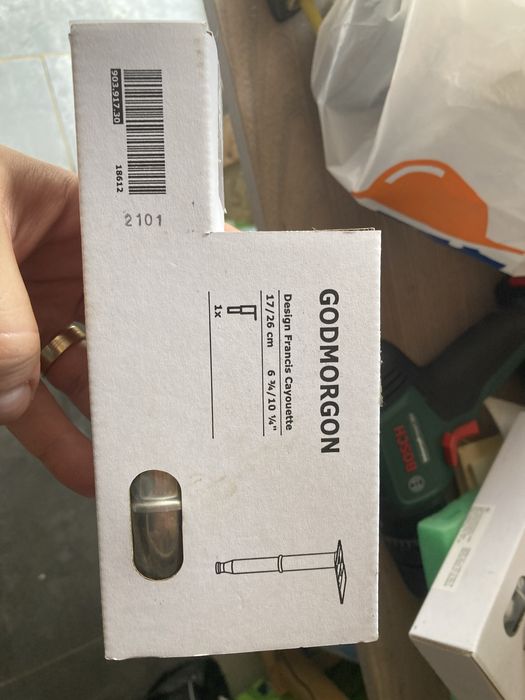 GODMORGON
Design Francis Cayouette
17/26 cm 6 ¾/10 ¼"
1x
903.917.30
18612
2101
BOSCH